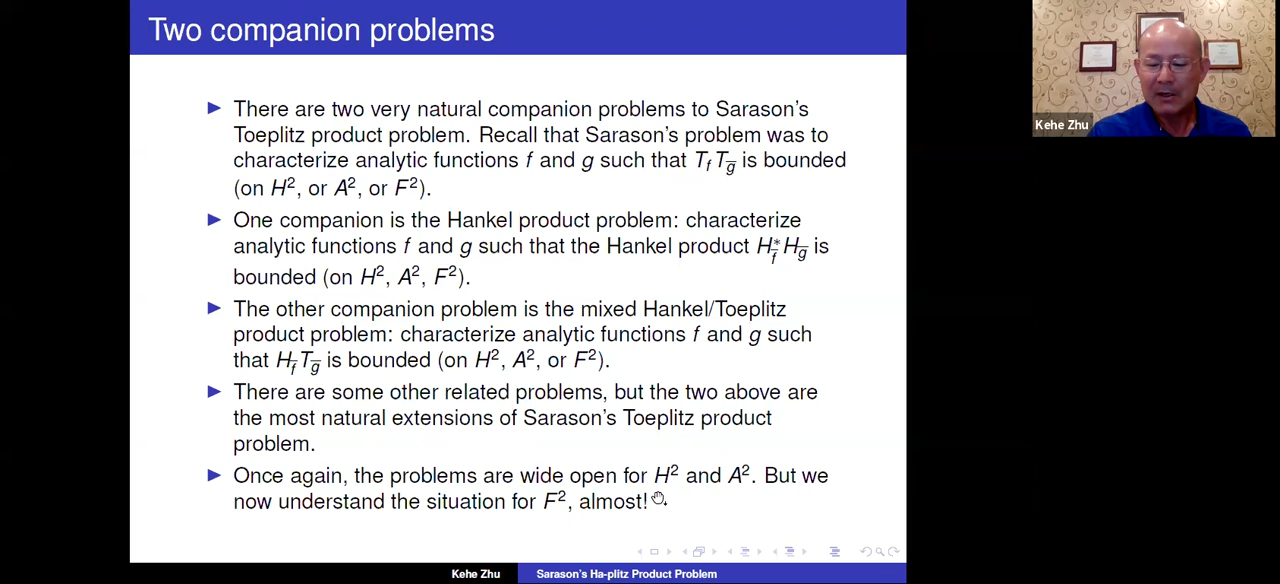 Two companion problems
There are two very natural companion problems to Sarason's
Toeplitz product problem. Recall that Sarason's problem was to
characterize analytic functions f and g such that T_f T_g̅ is bounded
(on H², or A², or F²).
One companion is the Hankel product problem: characterize
analytic functions f and g such that the Hankel product H*_f̅ H_g̅ is
bounded (on H², A², F²).
The other companion problem is the mixed Hankel/Toeplitz
product problem: characterize analytic functions f and g such
that H_f̅ T_g̅ is bounded (on H², A², or F²).
There are some other related problems, but the two above are
the most natural extensions of Sarason's Toeplitz product
problem.
Once again, the problems are wide open for H² and A². But we
now understand the situation for F², almost!
Kehe Zhu
Sarason's Ha-plitz Product Problem
Kehe Zhu